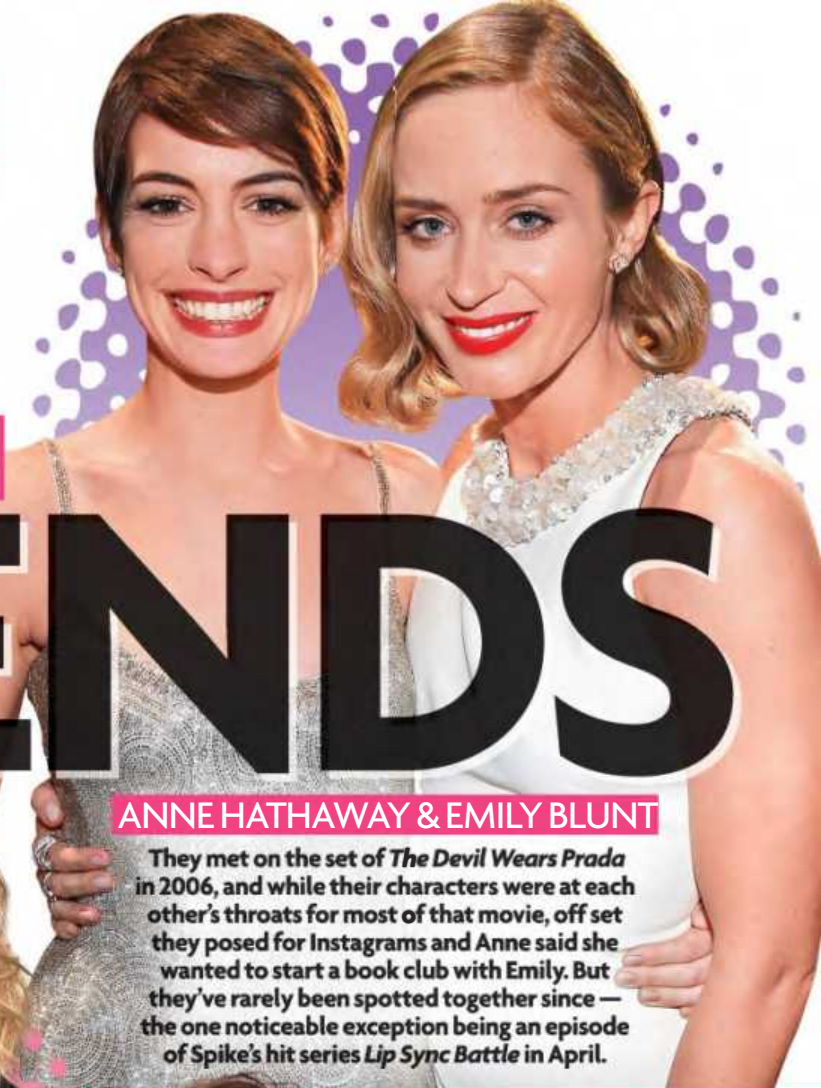 ENDS
ANNE HATHAWAY & EMILY BLUNT
They met on the set of The Devil Wears Prada
in 2006, and while their characters were at each
other's throats for most of that movie, off set
they posed for Instagrams and Anne said she
wanted to start a book club with Emily. But
they've rarely been spotted together since —
the one noticeable exception being an episode
of Spike's hit series Lip Sync Battle in April.